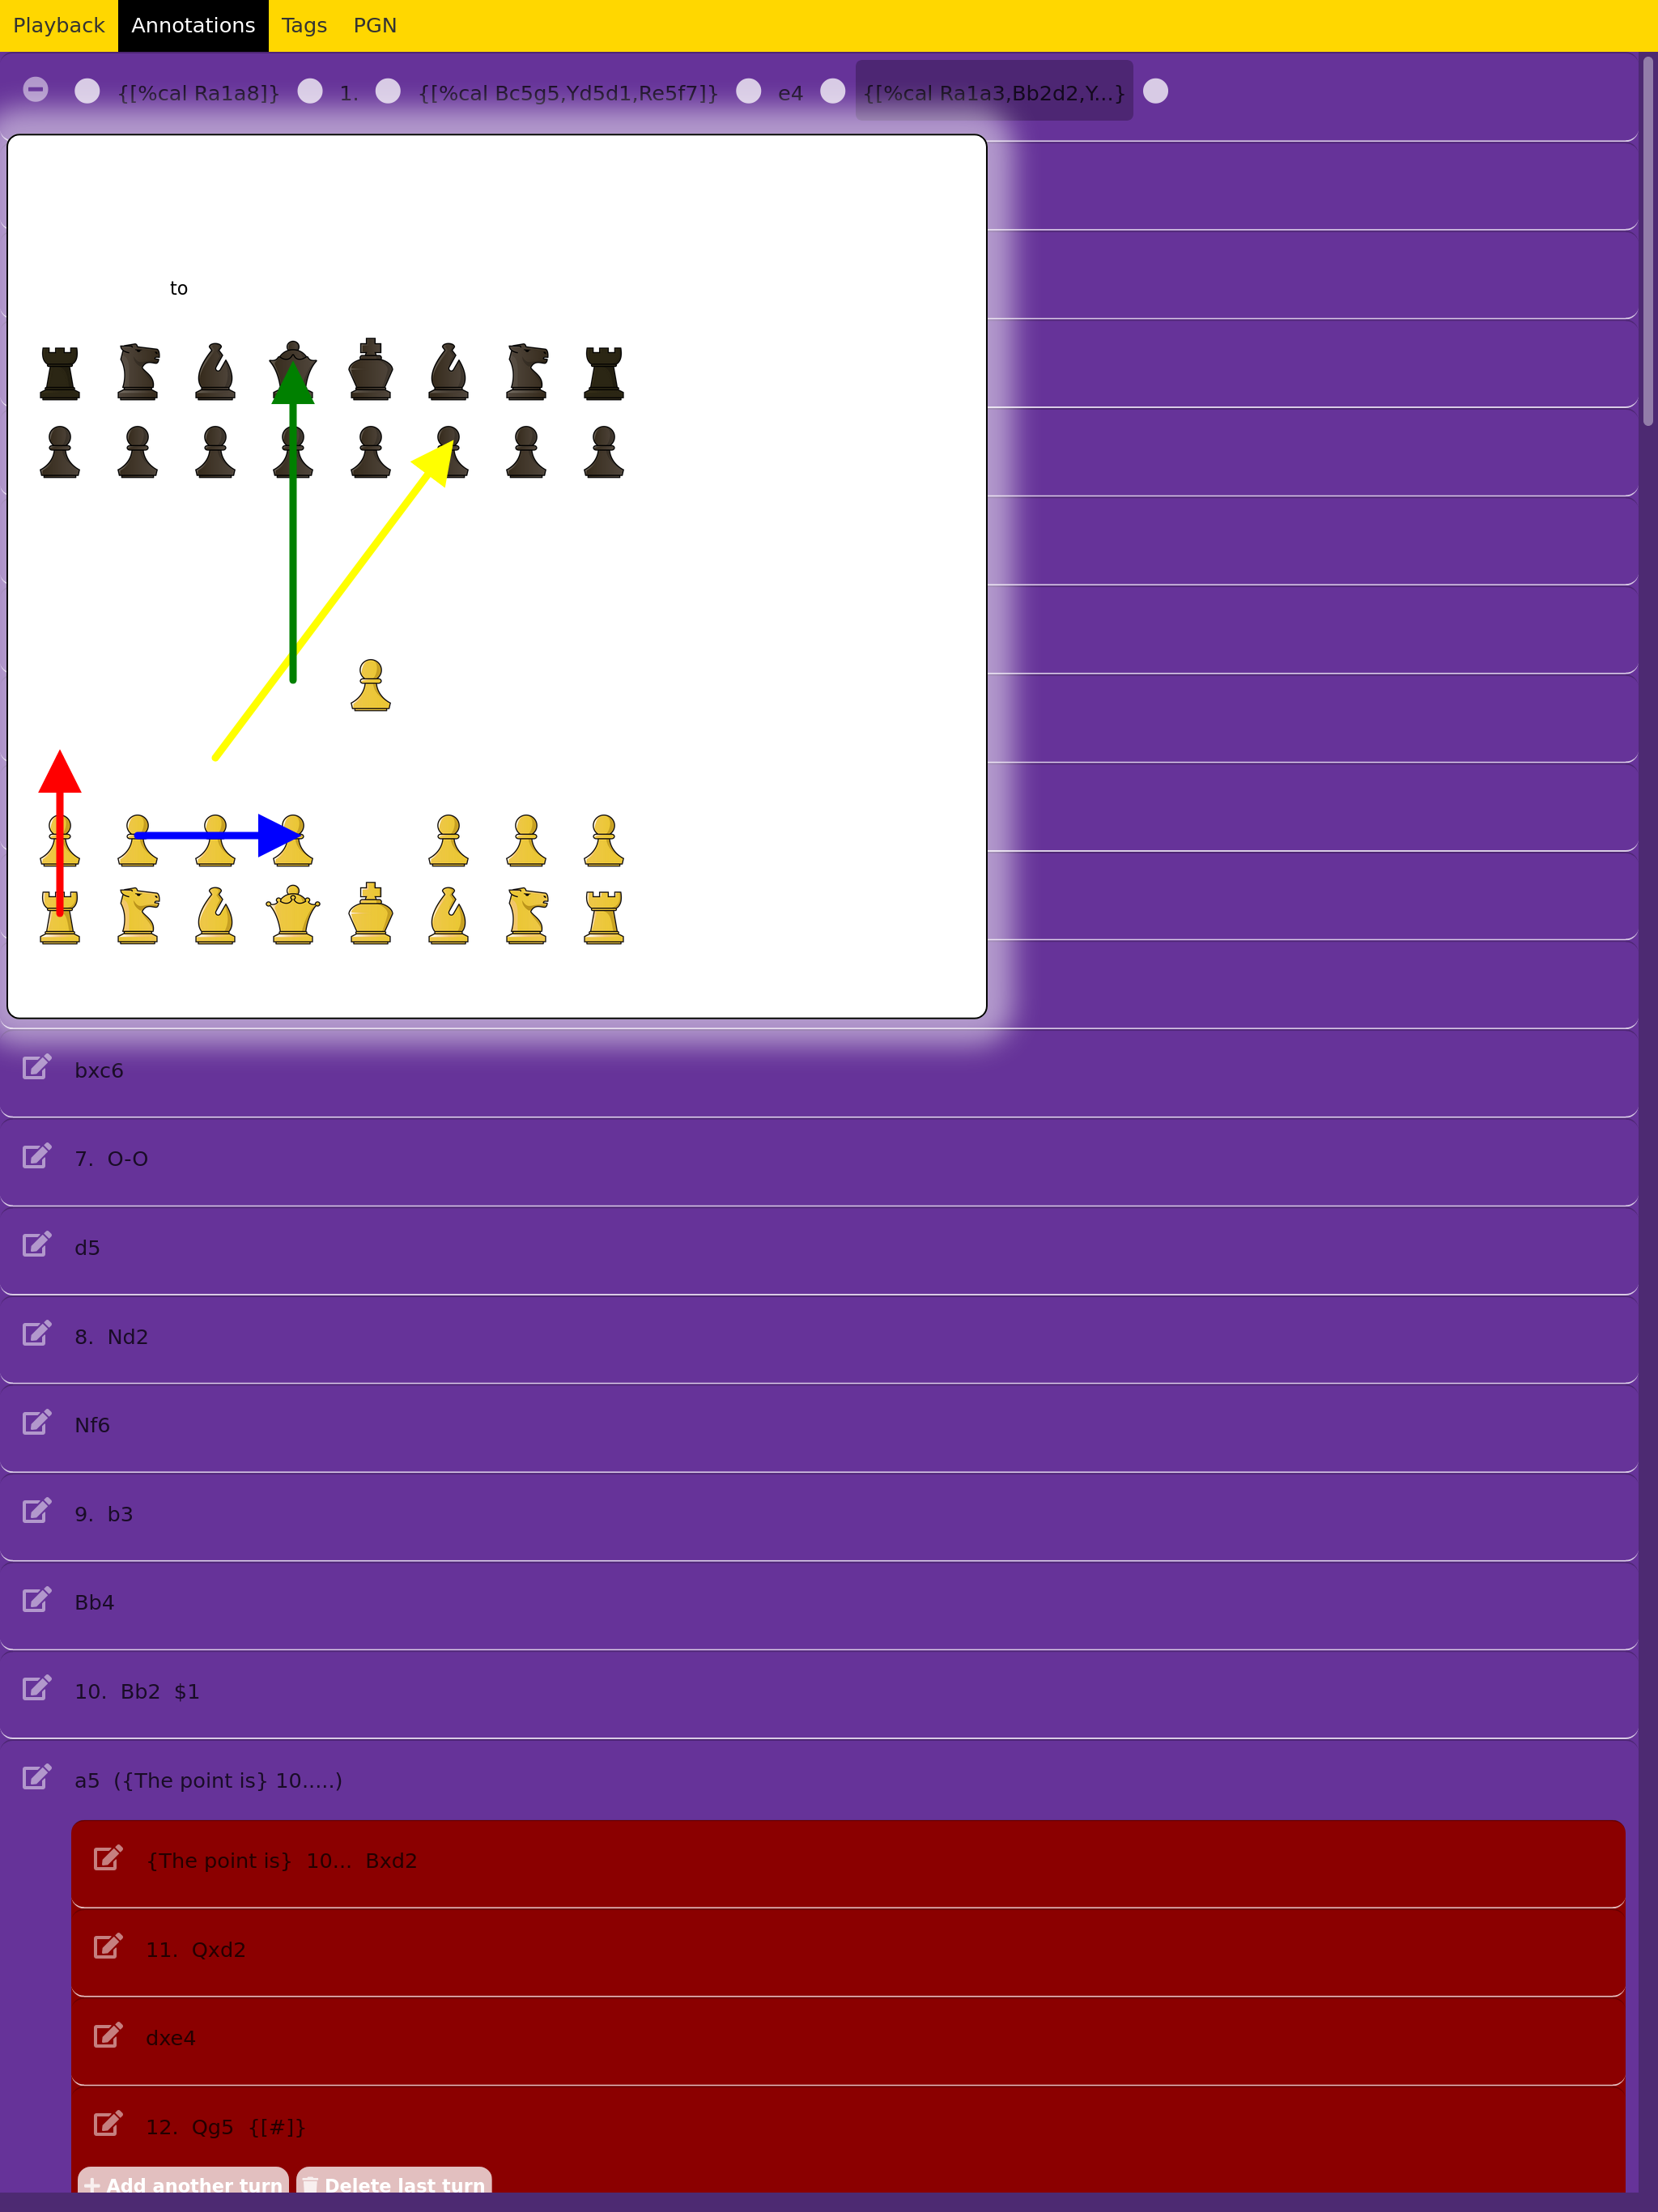 Playback Annotations Tags PGN
{[%cal Ra1a8]} 1. {[%cal Bc5g5,Yd5d1,Re5f7]} e4 {[%cal Ra1a3,Bb2d2,Y...}
to
bxc6
7. O-O
d5
8. Nd2
Nf6
9. b3
Bb4
10. Bb2 $1
a5 ({The point is} 10.....)
{The point is} 10... Bxd2
11. Qxd2
dxe4
12. Qg5 {[#]}
Add another turn Delete last turn